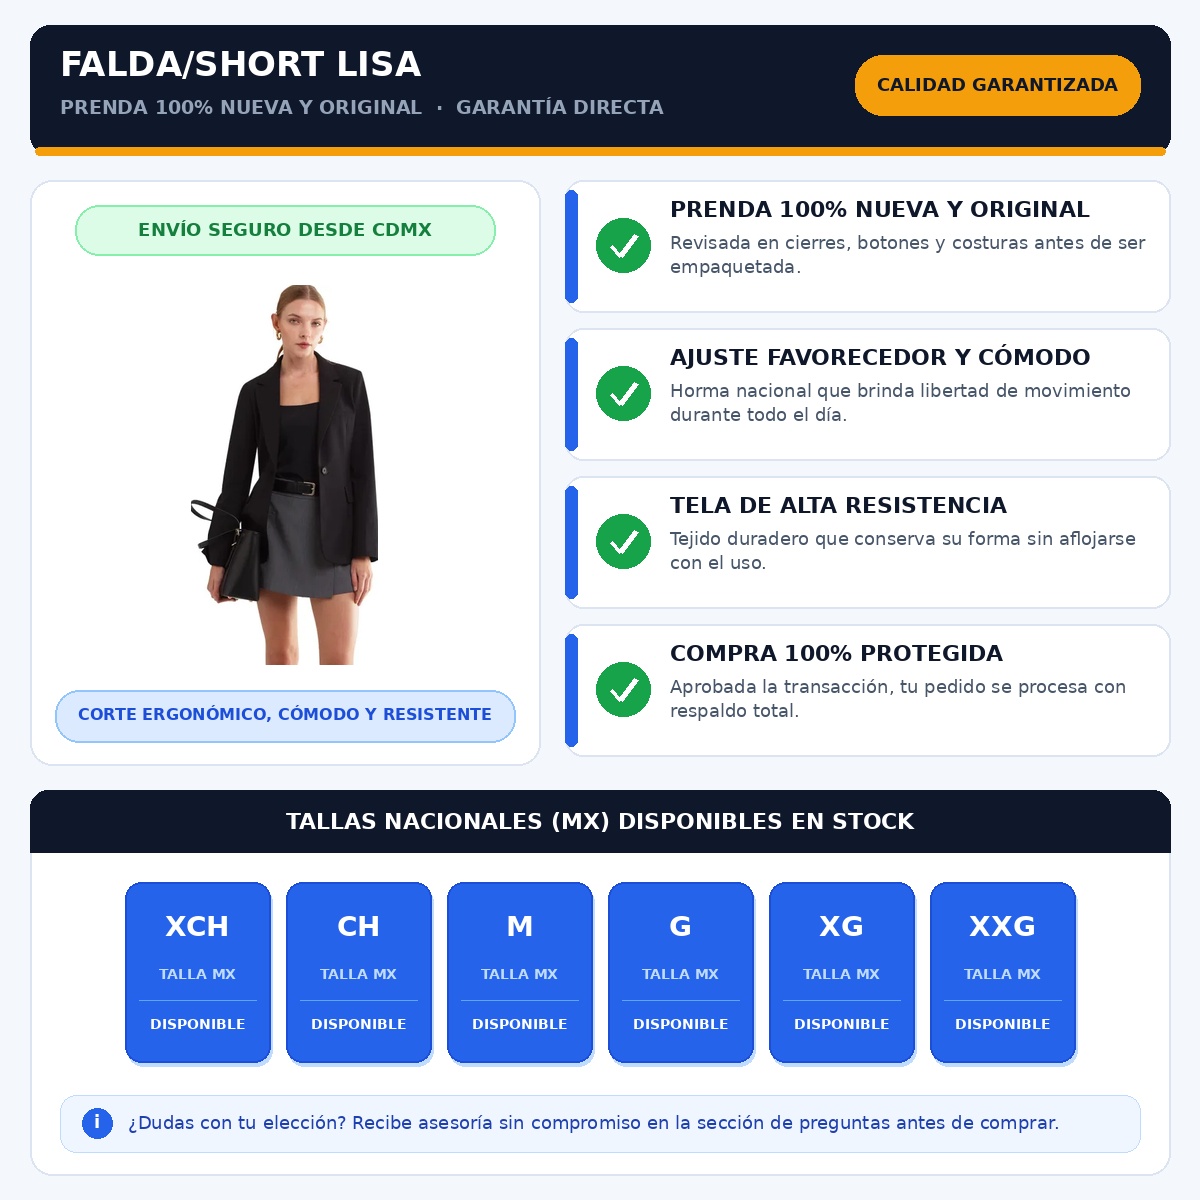 FALDA/SHORT LISA
PRENDA 100% NUEVA Y ORIGINAL · GARANTÍA DIRECTA
CALIDAD GARANTIZADA
ENVÍO SEGURO DESDE CDMX
CORTE ERGONÓMICO, CÓMODO Y RESISTENTE
PRENDA 100% NUEVA Y ORIGINAL
Revisada en cierres, botones y costuras antes de ser
empaquetada.
AJUSTE FAVORECEDOR Y CÓMODO
Horma nacional que brinda libertad de movimiento
durante todo el día.
TELA DE ALTA RESISTENCIA
Tejido duradero que conserva su forma sin aflojarse
con el uso.
COMPRA 100% PROTEGIDA
Aprobada la transacción, tu pedido se procesa con
respaldo total.
TALLAS NACIONALES (MX) DISPONIBLES EN STOCK
XCH
TALLA MX
DISPONIBLE
CH
TALLA MX
DISPONIBLE
M
TALLA MX
DISPONIBLE
G
TALLA MX
DISPONIBLE
XG
TALLA MX
DISPONIBLE
XXG
TALLA MX
DISPONIBLE
i ¿Dudas con tu elección? Recibe asesoría sin compromiso en la sección de preguntas antes de comprar.